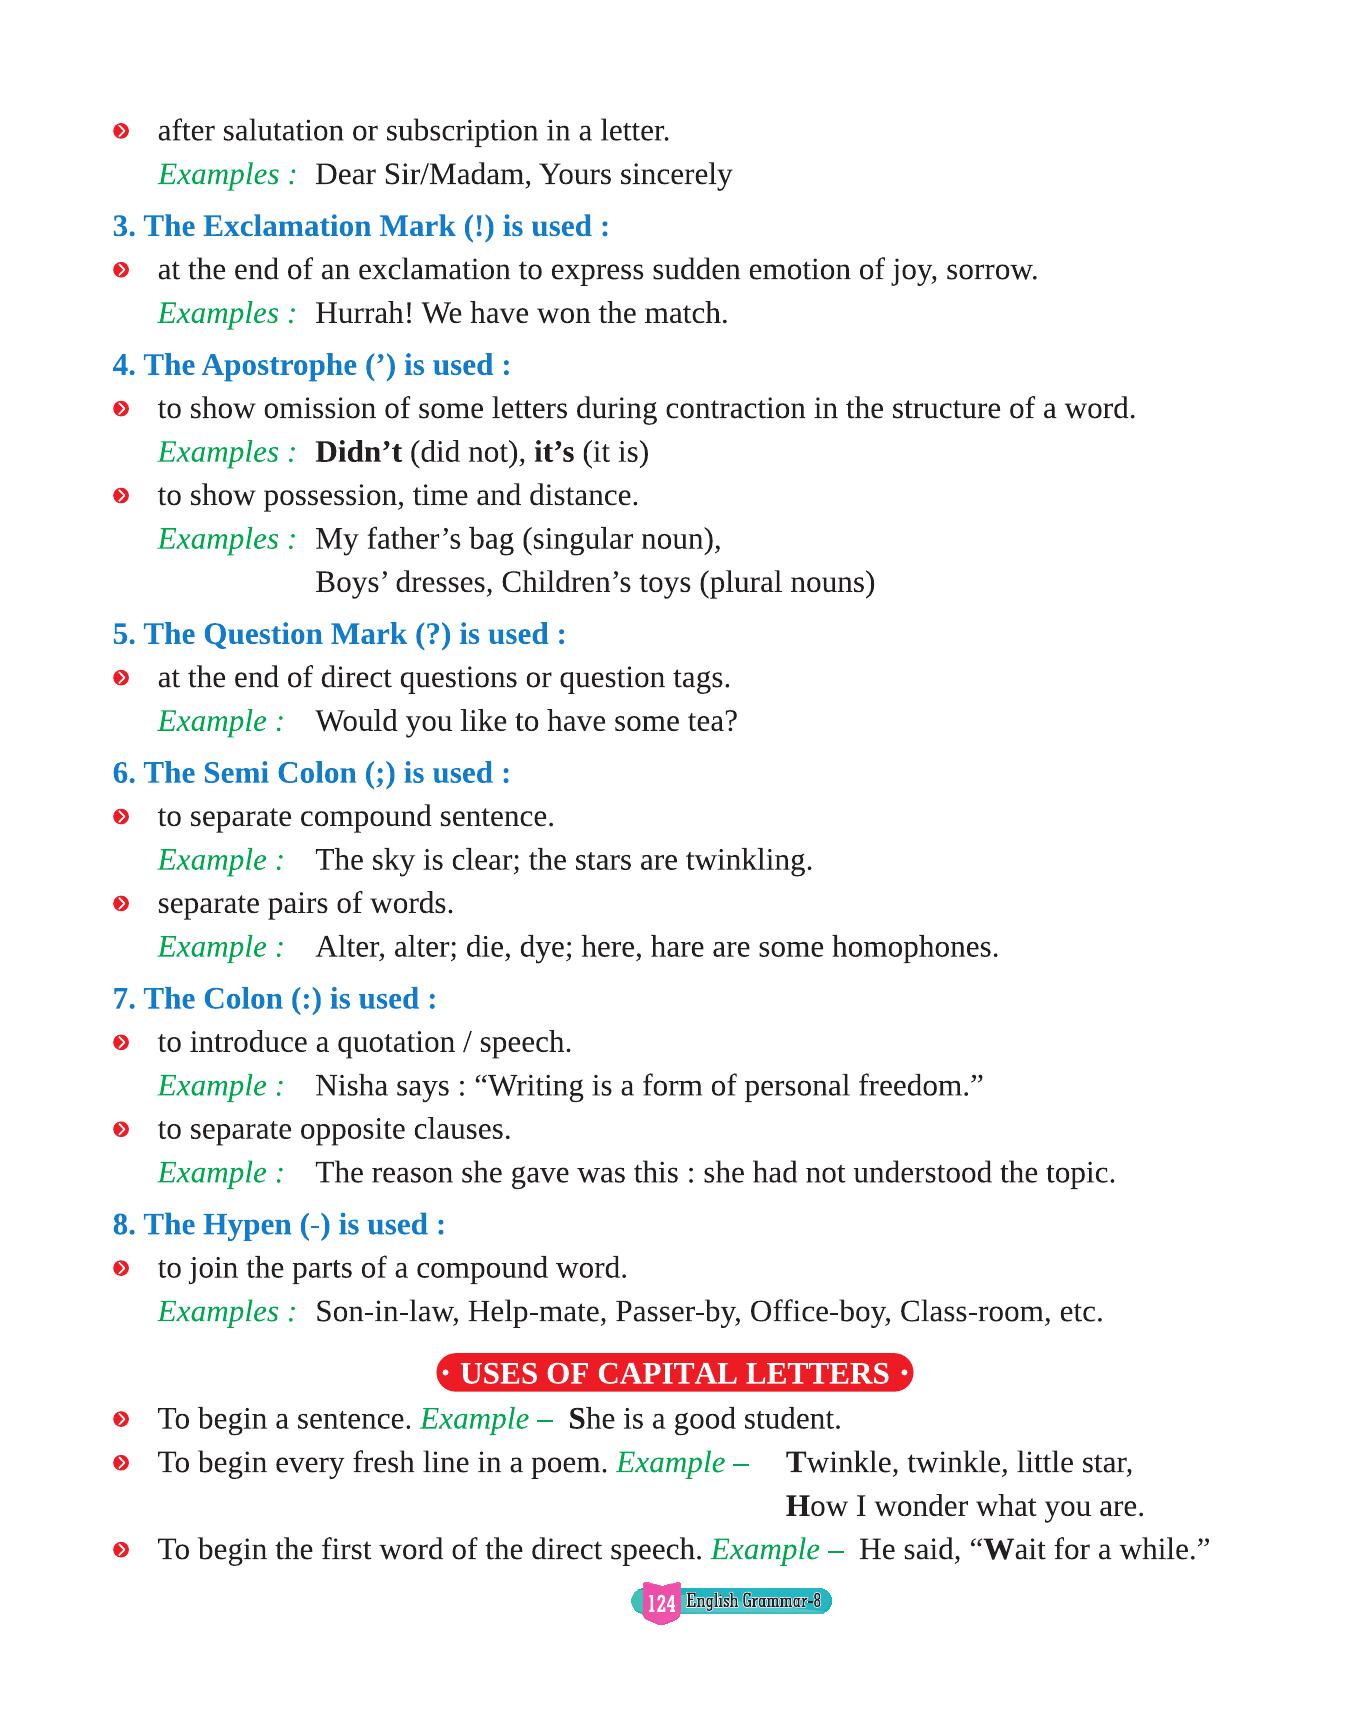 after salutation or subscription in a letter.
Examples : Dear Sir/Madam, Yours sincerely
3. The Exclamation Mark (!) is used :
at the end of an exclamation to express sudden emotion of joy, sorrow.
Examples : Hurrah! We have won the match.
4. The Apostrophe (’) is used :
to show omission of some letters during contraction in the structure of a word.
Examples : Didn’t (did not), it’s (it is)
to show possession, time and distance.
Examples : My father’s bag (singular noun),
Boys’ dresses, Children’s toys (plural nouns)
5. The Question Mark (?) is used :
at the end of direct questions or question tags.
Example : Would you like to have some tea?
6. The Semi Colon (;) is used :
to separate compound sentence.
Example : The sky is clear; the stars are twinkling.
separate pairs of words.
Example : Alter, alter; die, dye; here, hare are some homophones.
7. The Colon (:) is used :
to introduce a quotation / speech.
Example : Nisha says : “Writing is a form of personal freedom.”
to separate opposite clauses.
Example : The reason she gave was this : she had not understood the topic.
8. The Hypen (-) is used :
to join the parts of a compound word.
Examples : Son-in-law, Help-mate, Passer-by, Office-boy, Class-room, etc.
• USES OF CAPITAL LETTERS •
To begin a sentence. Example – She is a good student.
To begin every fresh line in a poem. Example – Twinkle, twinkle, little star,
How I wonder what you are.
To begin the first word of the direct speech. Example – He said, “Wait for a while.”
124 English Grammar-8